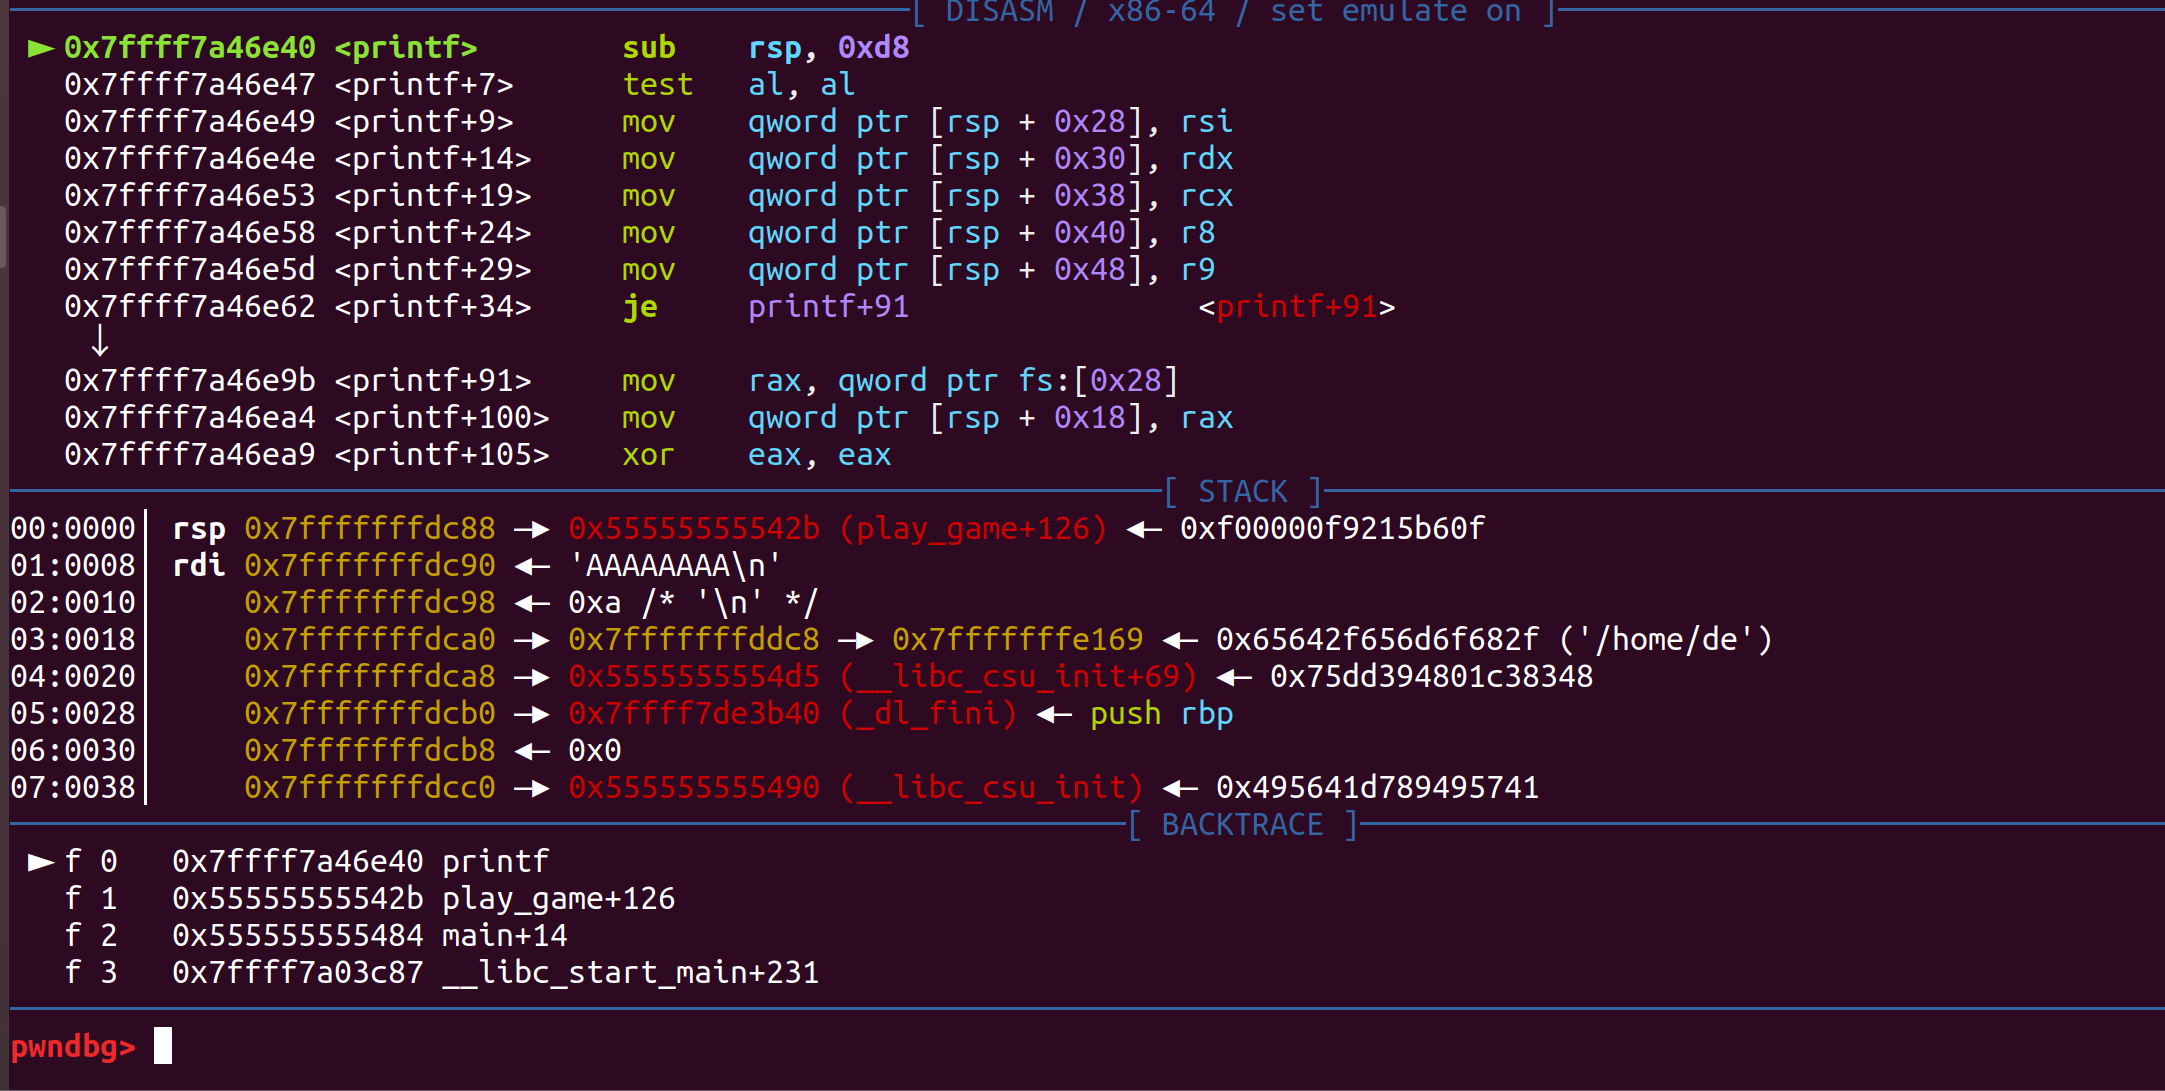 [ DISASM / x86-64 / set emulate on ]
► 0x7ffff7a46e40 <printf> sub rsp, 0xd8
0x7ffff7a46e47 <printf+7> test al, al
0x7ffff7a46e49 <printf+9> mov qword ptr [rsp + 0x28], rsi
0x7ffff7a46e4e <printf+14> mov qword ptr [rsp + 0x30], rdx
0x7ffff7a46e53 <printf+19> mov qword ptr [rsp + 0x38], rcx
0x7ffff7a46e58 <printf+24> mov qword ptr [rsp + 0x40], r8
0x7ffff7a46e5d <printf+29> mov qword ptr [rsp + 0x48], r9
0x7ffff7a46e62 <printf+34> je printf+91 <printf+91>
↓
0x7ffff7a46e9b <printf+91> mov rax, qword ptr fs:[0x28]
0x7ffff7a46ea4 <printf+100> mov qword ptr [rsp + 0x18], rax
0x7ffff7a46ea9 <printf+105> xor eax, eax
[ STACK ]
00:0000│ rsp 0x7fffffffdc88 —► 0x55555555542b (play_game+126) ◄— 0xf00000f9215b60f
01:0008│ rdi 0x7fffffffdc90 ◄— 'AAAAAAAA\n'
02:0010│ 0x7fffffffdc98 ◄— 0xa /* '\n' */
03:0018│ 0x7fffffffdca0 —► 0x7fffffffddc8 —► 0x7fffffffe169 ◄— 0x65642f656d6f682f ('/home/de')
04:0020│ 0x7fffffffdca8 —► 0x5555555554d5 (__libc_csu_init+69) ◄— 0x75dd394801c38348
05:0028│ 0x7fffffffdcb0 —► 0x7ffff7de3b40 (_dl_fini) ◄— push rbp
06:0030│ 0x7fffffffdcb8 ◄— 0x0
07:0038│ 0x7fffffffdcc0 —► 0x555555555490 (__libc_csu_init) ◄— 0x495641d789495741
[ BACKTRACE ]
► f 0 0x7ffff7a46e40 printf
f 1 0x55555555542b play_game+126
f 2 0x555555555484 main+14
f 3 0x7ffff7a03c87 __libc_start_main+231
pwndbg>